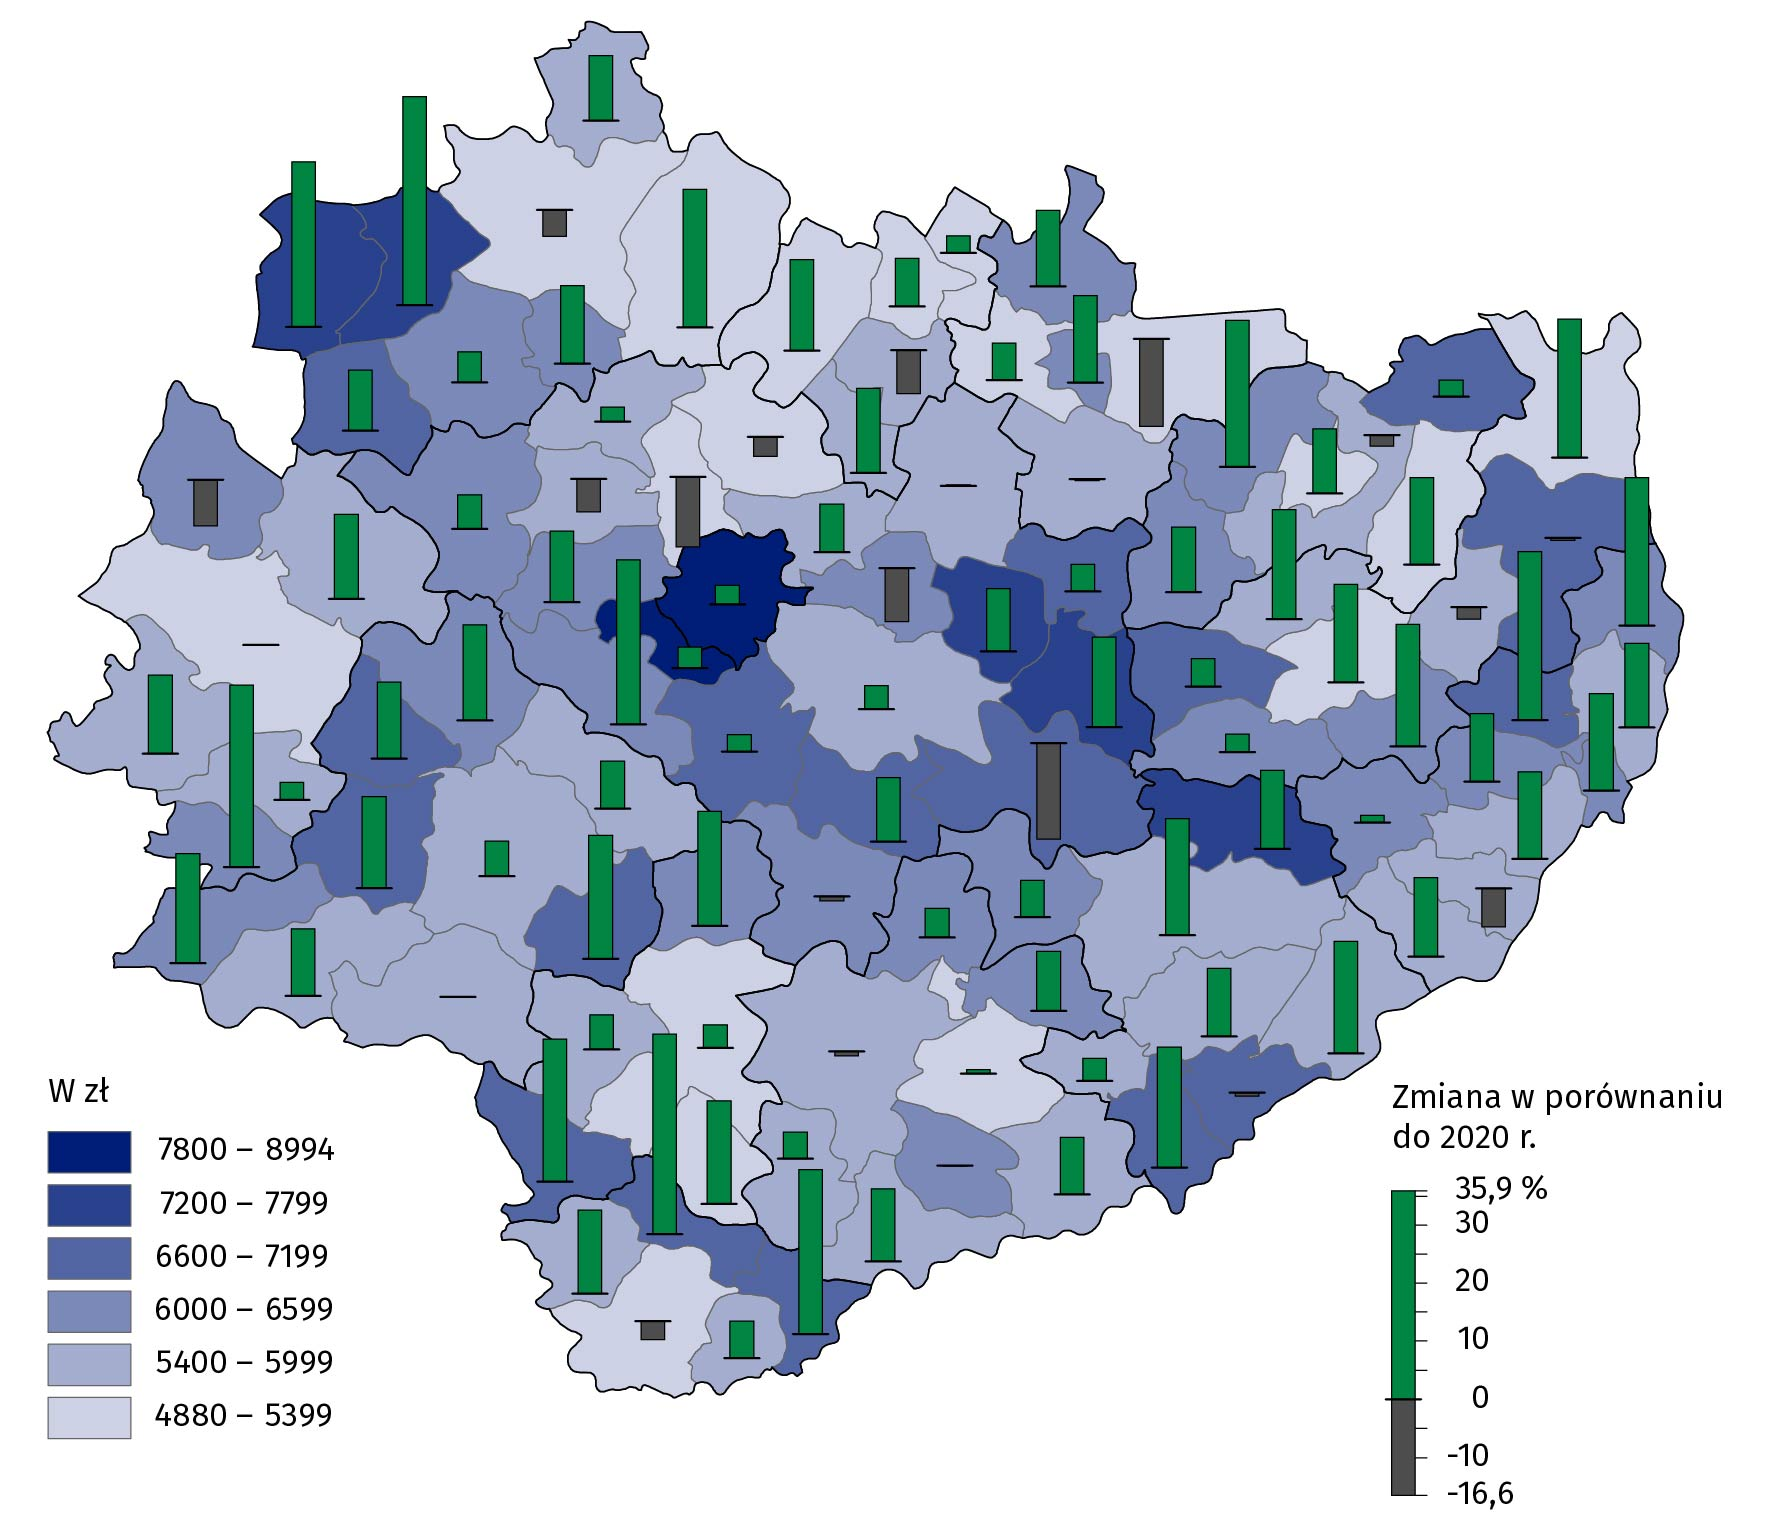 W zł
7800 – 8994
7200 – 7799
6600 – 7199
6000 – 6599
5400 – 5999
4880 – 5399
Zmiana w porównaniu
do 2020 r.
35,9 %
30
20
10
0
-10
-16,6